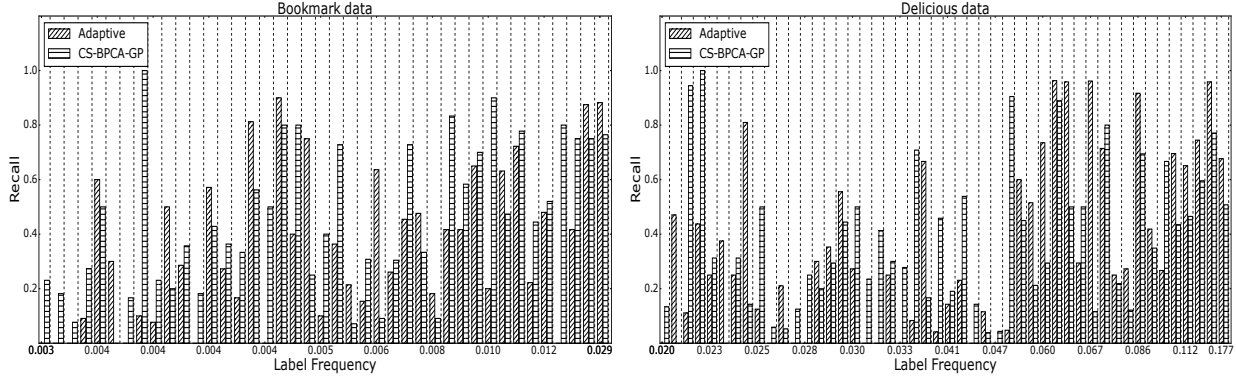 Bookmark data
Adaptive
CS-BPCA-GP
Recall
1.0
0.8
0.6
0.4
0.2
0.003 0.004 0.004 0.004 0.004 0.005 0.006 0.008 0.010 0.012 0.029
Label Frequency
Delicious data
Adaptive
CS-BPCA-GP
Recall
1.0
0.8
0.6
0.4
0.2
0.020 0.023 0.025 0.028 0.030 0.033 0.041 0.047 0.060 0.067 0.086 0.112 0.177
Label Frequency